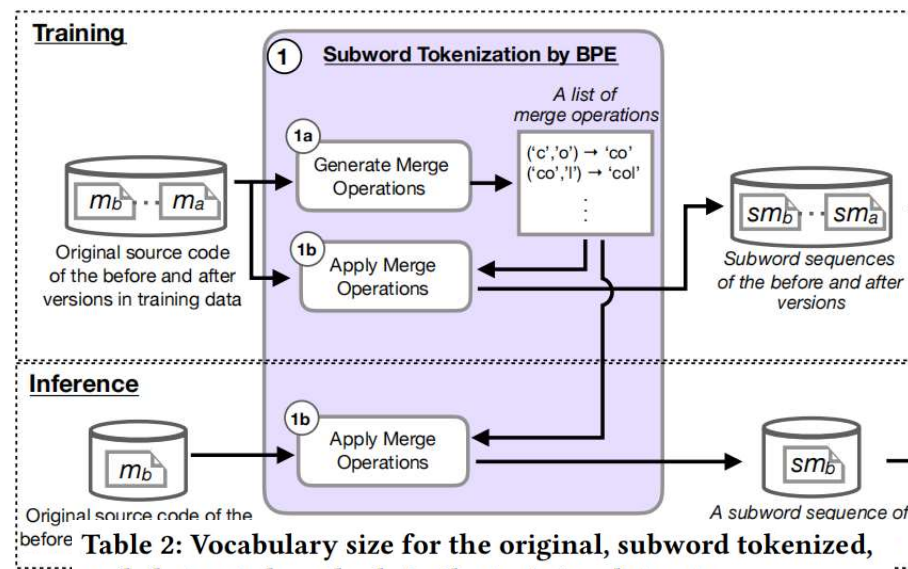 Training
1
Subword Tokenization by BPE
A list of
merge operations
1a
Generate Merge
Operations
('c','o') → 'co'
('co','l') → 'col'
⋮
mb ... ma
Original source code
of the before and after
versions in training data
1b
Apply Merge
Operations
smb ... sma
Subword sequences
of the before and after
versions
Inference
mb
Original source code of the
before
1b
Apply Merge
Operations
smb
A subword sequence of
Table 2: Vocabulary size for the original, subword tokenized,